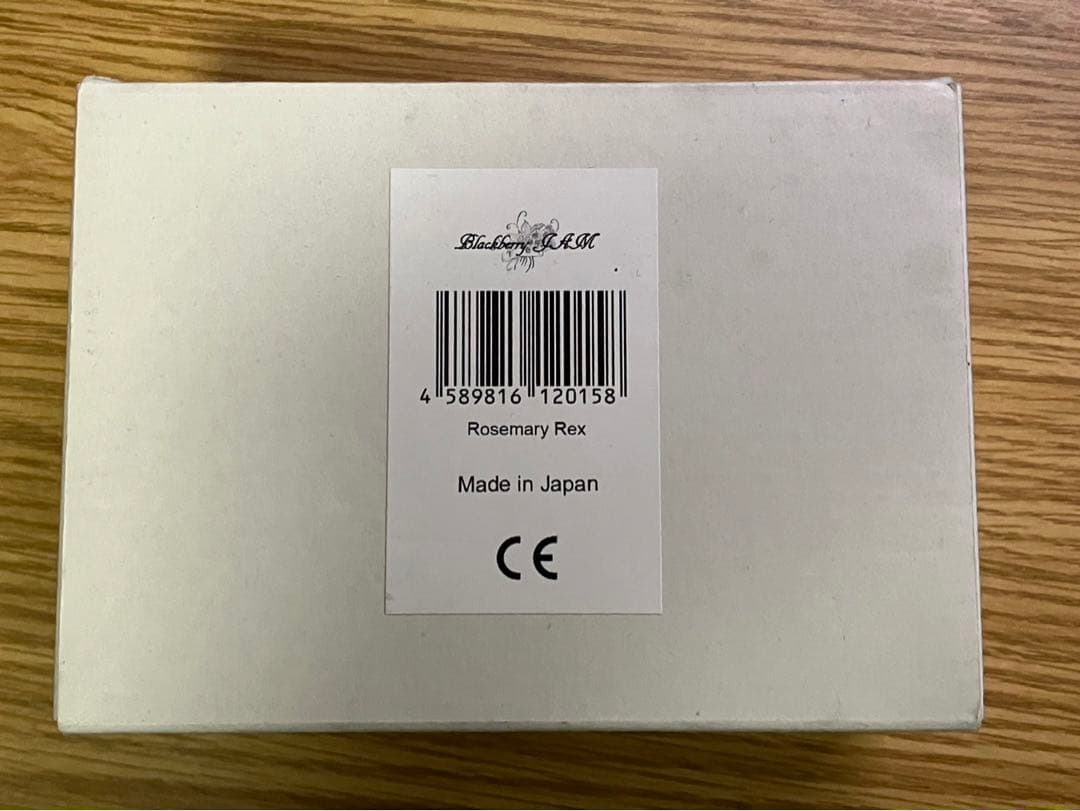 Blackberry JAM
4 589816 120158
Rosemary Rex
Made in Japan
CE